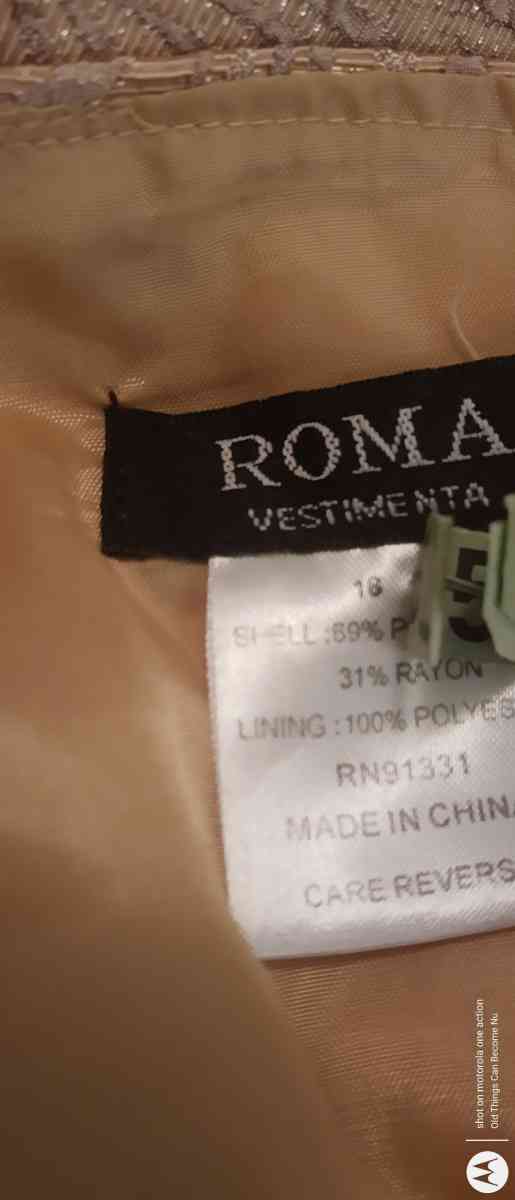 ROMA
VESTIMENTA
16
5
SHELL :69% P
31% RAYON
LINING :100% POLYES
RN91331
MADE IN CHINA
CARE REVERS
shot on motorola one action
Old Things Can Become Nu